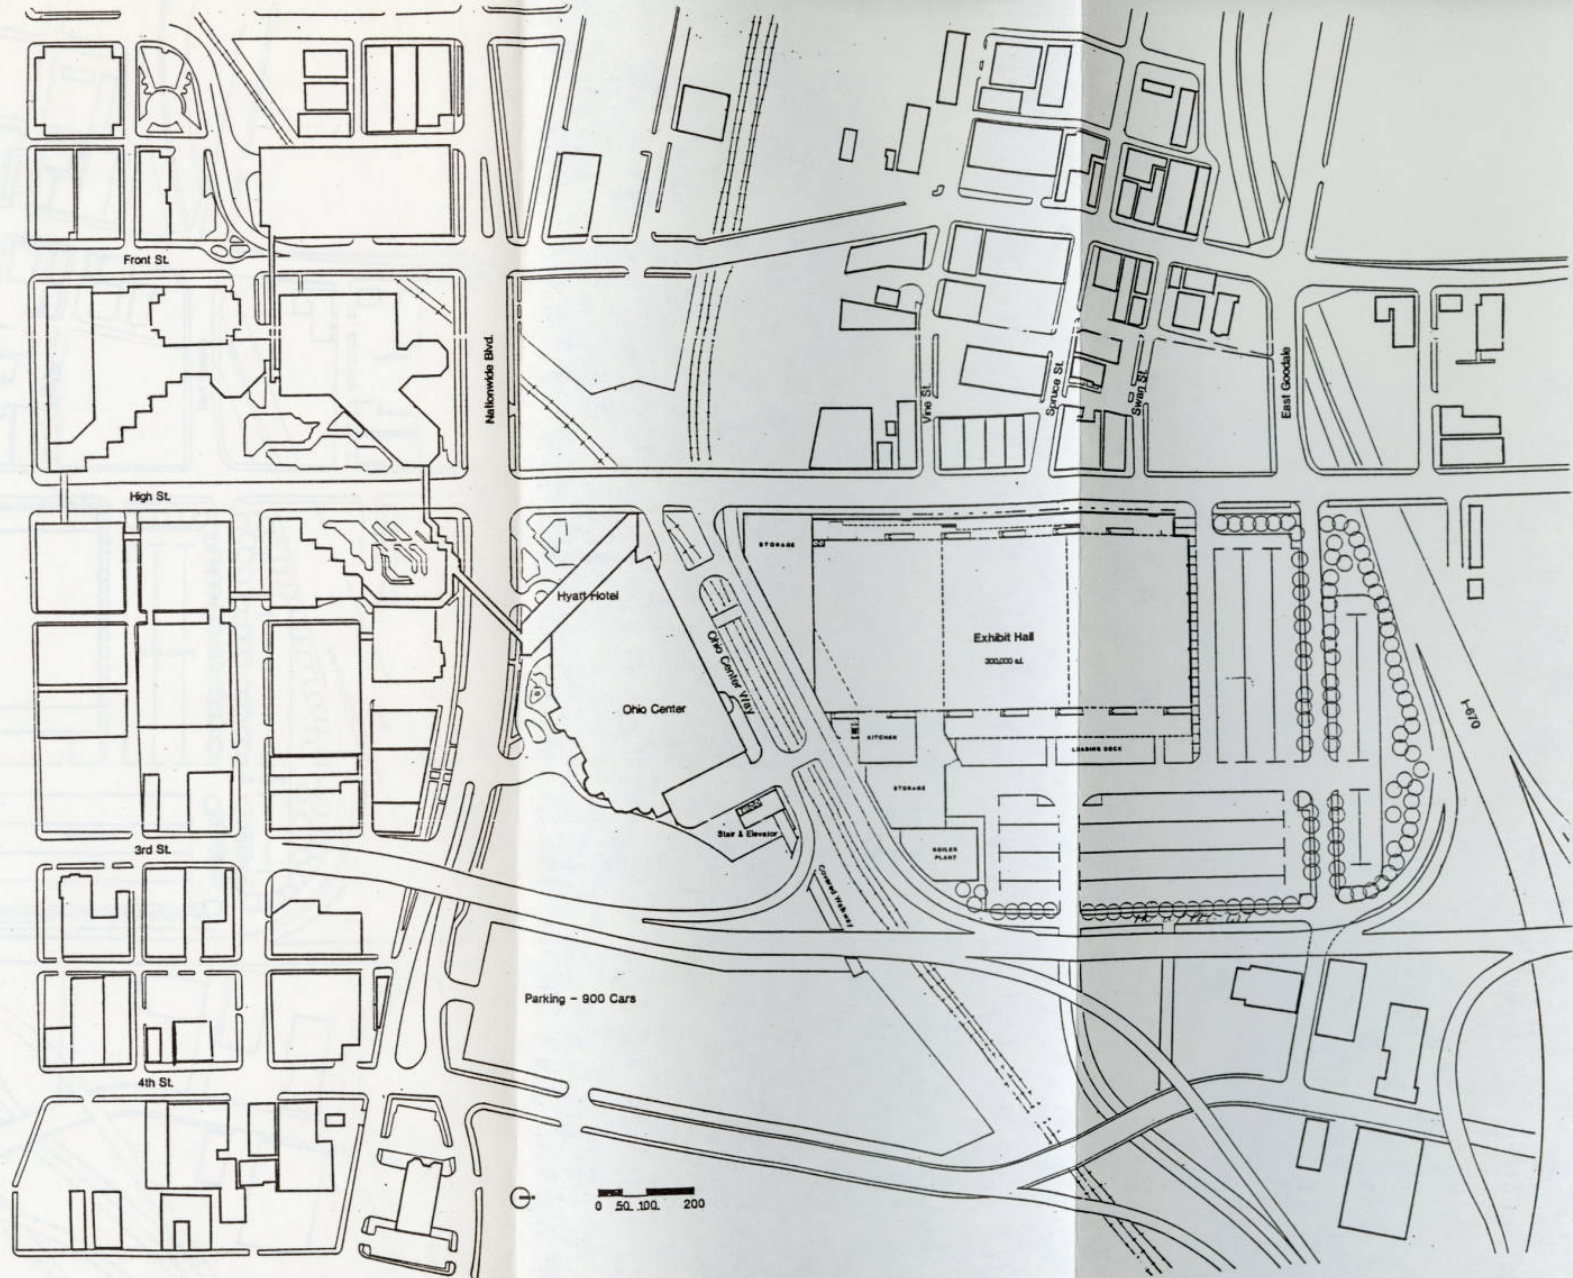 Front St.
Nationwide Blvd.
Vine St.
Spruce St.
Swan St.
East Goodale
High St.
STORAGE
Hyatt Hotel
Ohio Center Way
Exhibit Hall
300,000 s.f.
Ohio Center
I-670
KITCHEN
LOADING DOCK
STORAGE
Stair & Elevator
3rd St.
BOILER
PLANT
Covered Walkway
Parking - 900 Cars
4th St.
0 50 100 200